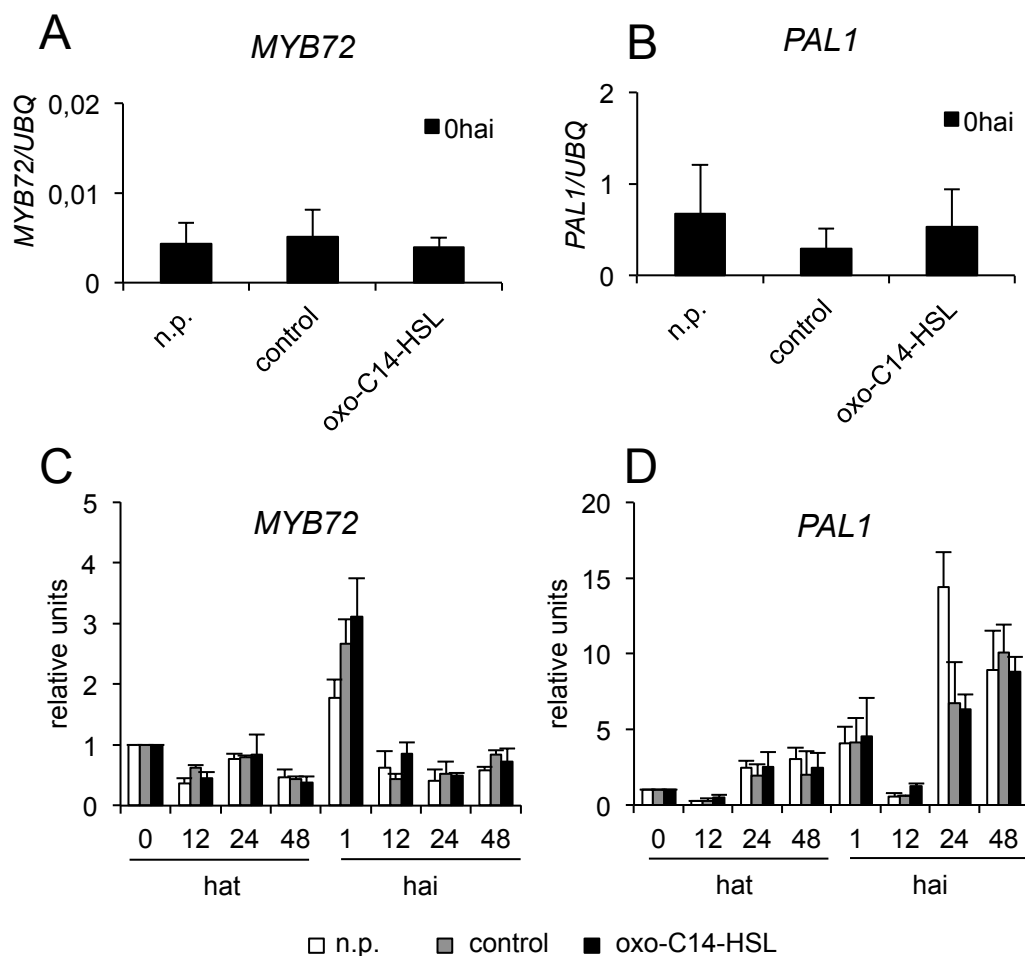 A
MYB72
MYB72/UBQ
0,02
0,01
0
0hai
n.p.
control
oxo-C14-HSL
B
PAL1
PAL1/UBQ
2
1
0
0hai
n.p.
control
oxo-C14-HSL
C
MYB72
relative units
5
4
3
2
1
0
0 12 24 48 1 12 24 48
hat hai
D
PAL1
relative units
20
15
10
5
0
0 12 24 48 1 12 24 48
hat hai
n.p. control oxo-C14-HSL